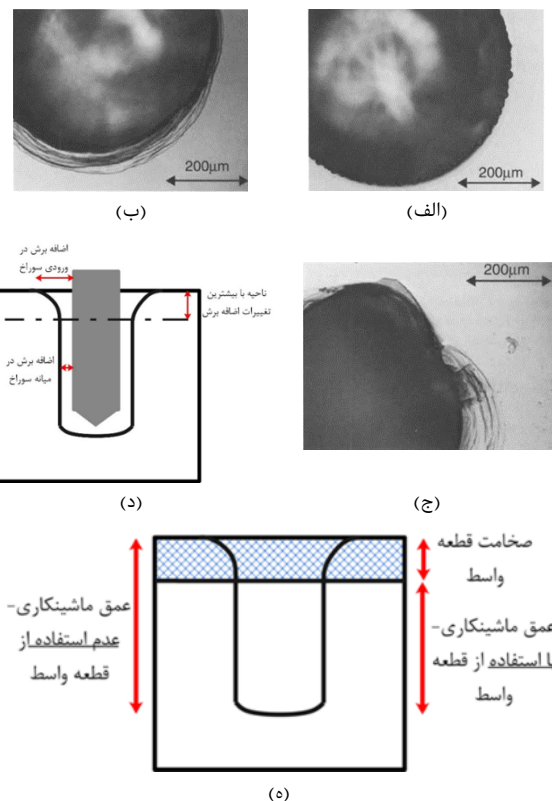 200μm
200μm
(الف)
(ب)
200μm
ناحیه با بیشترین
تغییرات اضافه برش
اضافه برش در
ورودی سوراخ
اضافه برش در
میانه سوراخ
(ج)
(د)
ضخامت قطعه
واسط
عمق ماشینکاری-
با استفاده از قطعه
واسط
عمق ماشینکاری-
عدم استفاده از
قطعه واسط
(ه)